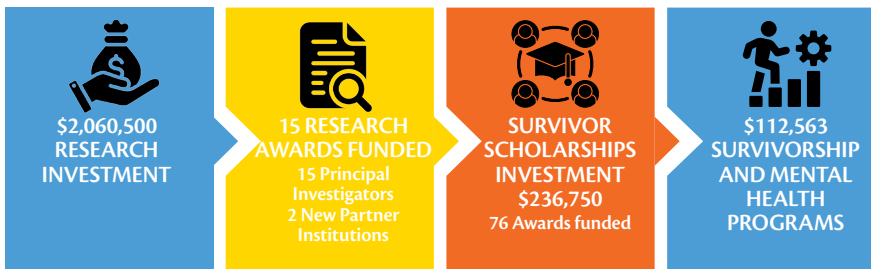 $2,060,500
RESEARCH
INVESTMENT
15 RESEARCH
AWARDS FUNDED
15 Principal
Investigators
2 New Partner
Institutions
SURVIVOR
SCHOLARSHIPS
INVESTMENT
$236,750
76 Awards funded
$112,563
SURVIVORSHIP
AND MENTAL
HEALTH
PROGRAMS